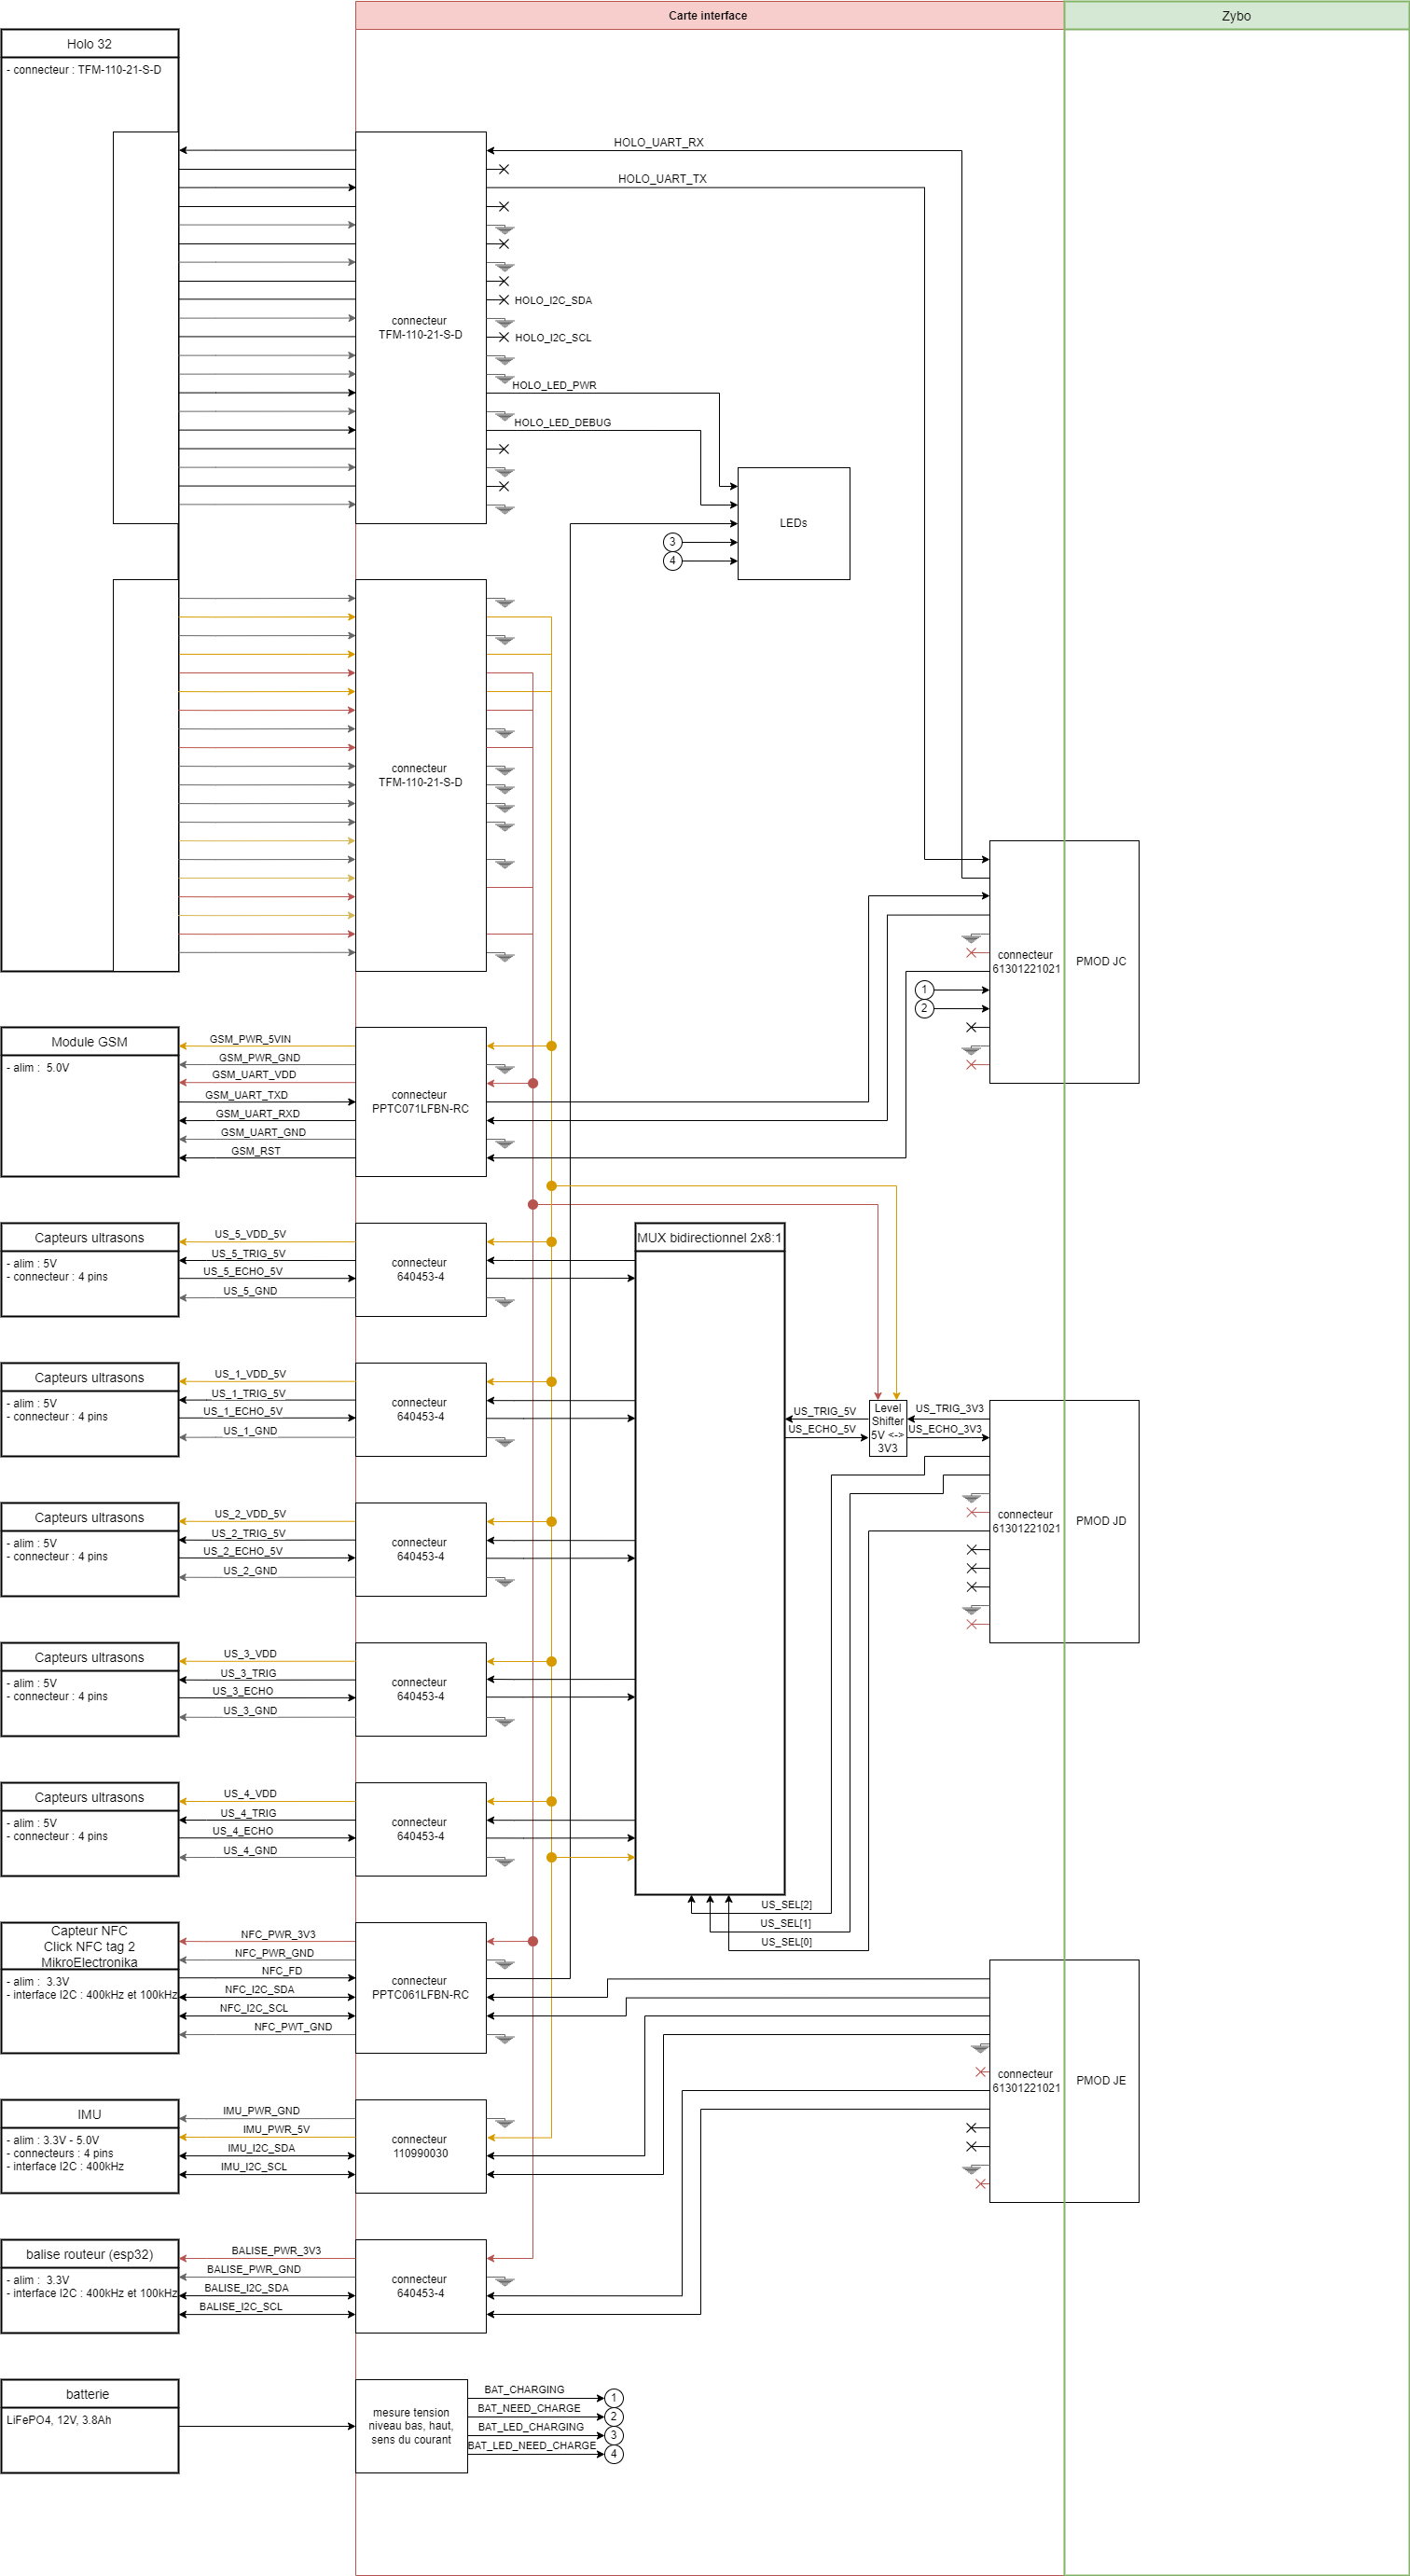 Carte interface
Zybo
Holo 32
- connecteur : TFM-110-21-S-D
HOLO_UART_RX
HOLO_UART_TX
HOLO_I2C_SDA
connecteur
TFM-110-21-S-D
HOLO_I2C_SCL
HOLO_LED_PWR
HOLO_LED_DEBUG
LEDs
3
4
connecteur
TFM-110-21-S-D
connecteur
61301221021
PMOD JC
1
2
Module GSM
- alim :  5.0V
GSM_PWR_5VIN
GSM_PWR_GND
GSM_UART_VDD
GSM_UART_TXD
GSM_UART_RXD
GSM_UART_GND
GSM_RST
connecteur
PPTC071LFBN-RC
Capteurs ultrasons
- alim : 5V
- connecteur : 4 pins
US_5_VDD_5V
US_5_TRIG_5V
US_5_ECHO_5V
US_5_GND
connecteur
640453-4
MUX bidirectionnel 2x8:1
Capteurs ultrasons
- alim : 5V
- connecteur : 4 pins
US_1_VDD_5V
US_1_TRIG_5V
US_1_ECHO_5V
US_1_GND
connecteur
640453-4
US_TRIG_5V
US_ECHO_5V
Level
Shifter
5V <->
3V3
US_TRIG_3V3
US_ECHO_3V3
Capteurs ultrasons
- alim : 5V
- connecteur : 4 pins
US_2_VDD_5V
US_2_TRIG_5V
US_2_ECHO_5V
US_2_GND
connecteur
640453-4
connecteur
61301221021
PMOD JD
Capteurs ultrasons
- alim : 5V
- connecteur : 4 pins
US_3_VDD
US_3_TRIG
US_3_ECHO
US_3_GND
connecteur
640453-4
Capteurs ultrasons
- alim : 5V
- connecteur : 4 pins
US_4_VDD
US_4_TRIG
US_4_ECHO
US_4_GND
connecteur
640453-4
US_SEL[2]
US_SEL[1]
US_SEL[0]
Capteur NFC
Click NFC tag 2
MikroElectronika
- alim :  3.3V
- interface I2C : 400kHz et 100kHz
NFC_PWR_3V3
NFC_PWR_GND
NFC_FD
NFC_I2C_SDA
NFC_I2C_SCL
NFC_PWT_GND
connecteur
PPTC061LFBN-RC
connecteur
61301221021
PMOD JE
IMU
- alim : 3.3V - 5.0V
- connecteurs : 4 pins
- interface I2C : 400kHz
IMU_PWR_GND
IMU_PWR_5V
IMU_I2C_SDA
IMU_I2C_SCL
connecteur
110990030
balise routeur (esp32)
- alim :  3.3V
- interface I2C : 400kHz et 100kHz
BALISE_PWR_3V3
BALISE_PWR_GND
BALISE_I2C_SDA
BALISE_I2C_SCL
connecteur
640453-4
batterie
LiFePO4, 12V, 3.8Ah
mesure tension
niveau bas, haut,
sens du courant
BAT_CHARGING
1
BAT_NEED_CHARGE
2
BAT_LED_CHARGING
3
BAT_LED_NEED_CHARGE
4